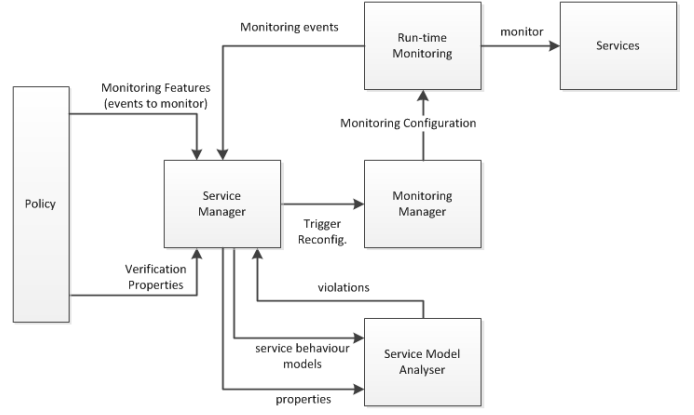 Monitoring events
Run-time
Monitoring
monitor
Services
Monitoring Features
(events to monitor)
Monitoring Configuration
Policy
Service
Manager
Trigger
Reconfig.
Monitoring
Manager
Verification
Properties
violations
service behaviour
models
Service Model
Analyser
properties